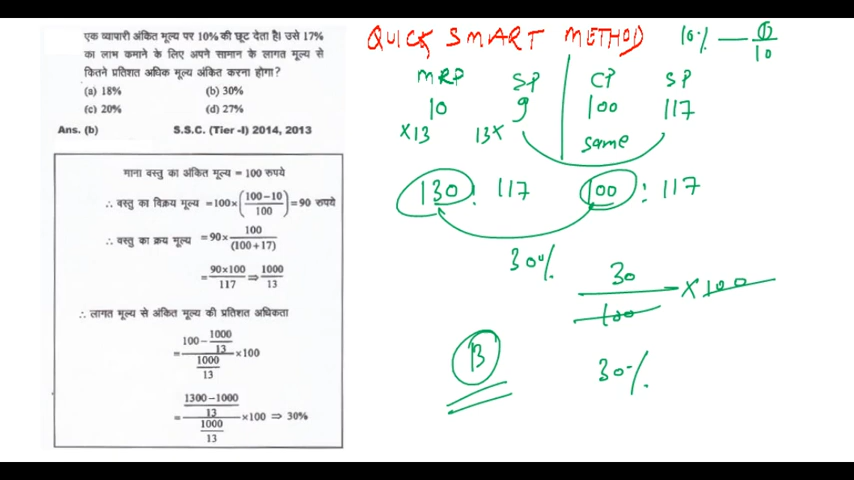 एक व्यापारी अंकित मूल्य पर 10% की छूट देता है। उसे 17%
का लाभ कमाने के लिए अपने सामान के लागत मूल्य से
कितने प्रतिशत अधिक मूल्य अंकित करना होगा?
(a) 18% (b) 30%
(c) 20% (d) 27%
Ans. (b) S.S.C. (Tier -I) 2014, 2013
माना वस्तु का अंकित मूल्य = 100 रुपये
∴ वस्तु का विक्रय मूल्य =100×(100−10/100)=90 रुपये
∴ वस्तु का क्रय मूल्य =90×100/(100+17)
=90×100/117 ⇒ 1000/13
∴ लागत मूल्य से अंकित मूल्य की प्रतिशत अधिकता
=100−1000/13/1000/13×100
=1300−1000/13/1000/13×100 ⇒ 30%
QUICK SMART METHOD
10% — 1/10
MRP SP CP SP
10 9 100 117
×13 13× same
130 : 117 100 : 117
30%
30/100 × 100
B 30%